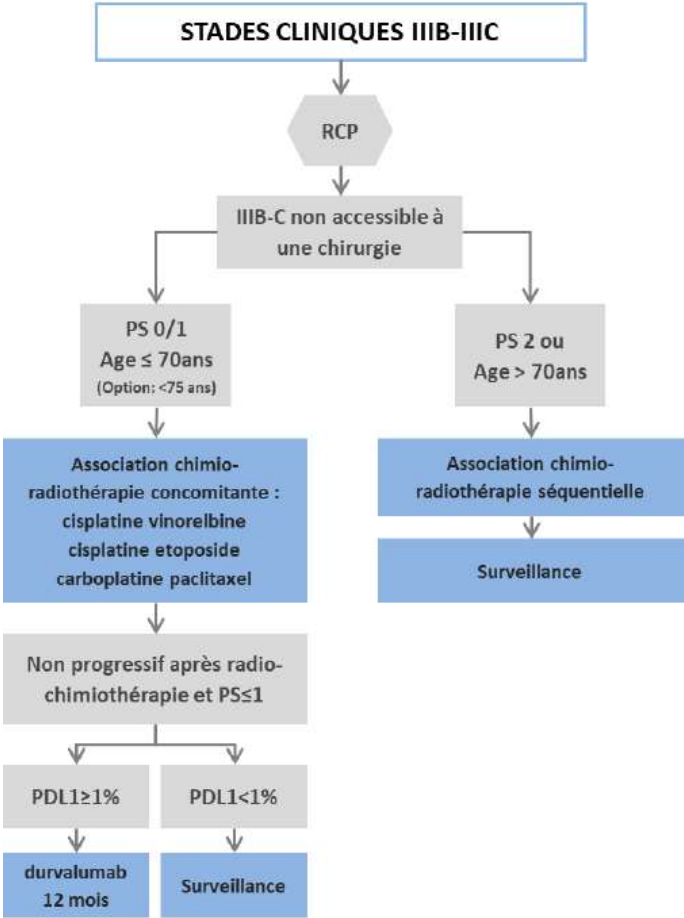 STADES CLINIQUES IIIB-IIIC
RCP
IIIB-C non accessible à
une chirurgie
PS 0/1
Age ≤ 70ans
(Option: <75 ans)
PS 2 ou
Age > 70ans
Association chimio-
radiothérapie concomitante :
cisplatine vinorelbine
cisplatine etoposide
carboplatine paclitaxel
Association chimio-
radiothérapie séquentielle
Surveillance
Non progressif après radio-
chimiothérapie et PS≤1
PDL1≥1%
PDL1<1%
durvalumab
12 mois
Surveillance